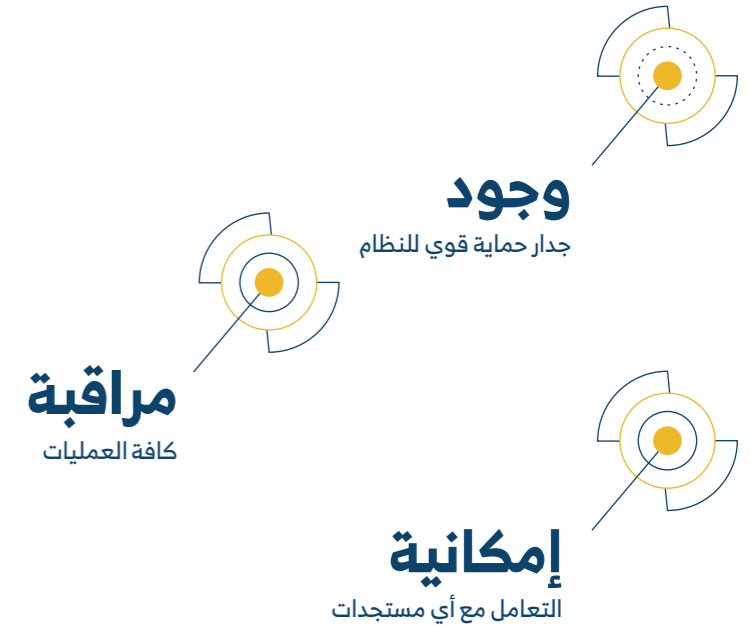 وجود
جدار حماية قوي للنظام
مراقبة
كافة العمليات
إمكانية
التعامل مع أي مستجدات